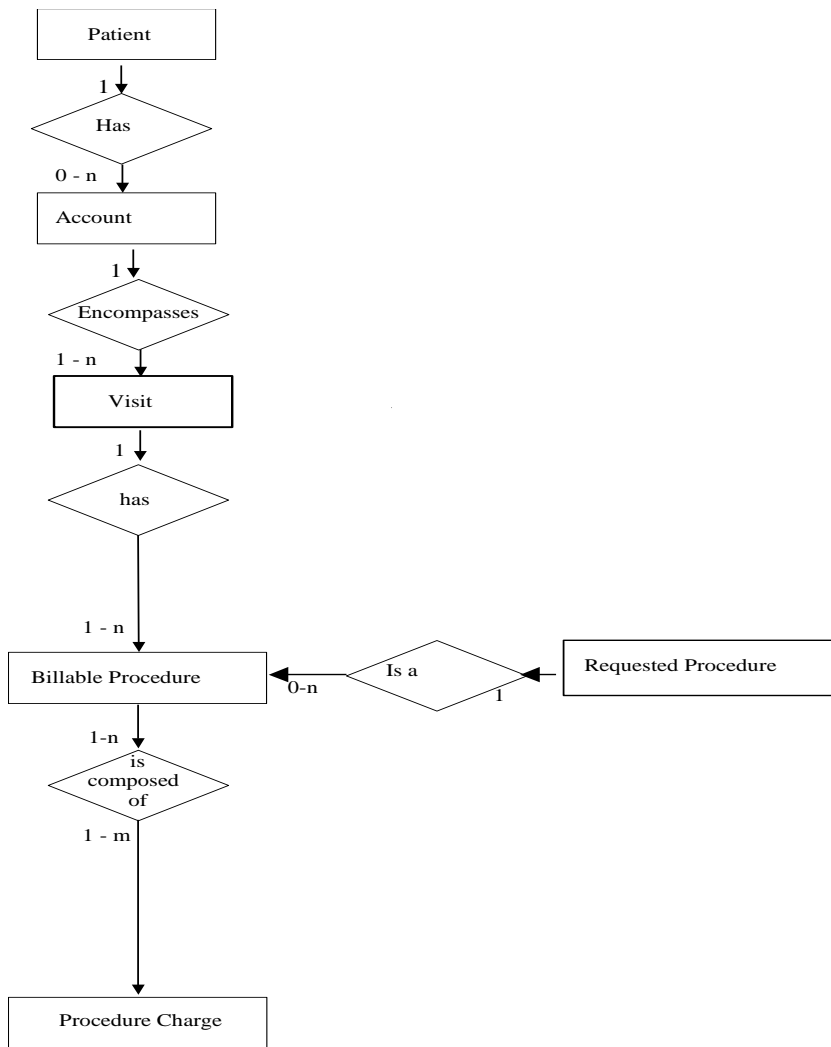 Patient
1
Has
0 - n
Account
1
Encompasses
1 - n
Visit
1
has
1 - n
Billable Procedure
0-n
Is a
1
Requested Procedure
1-n
is
composed
of
1 - m
Procedure Charge